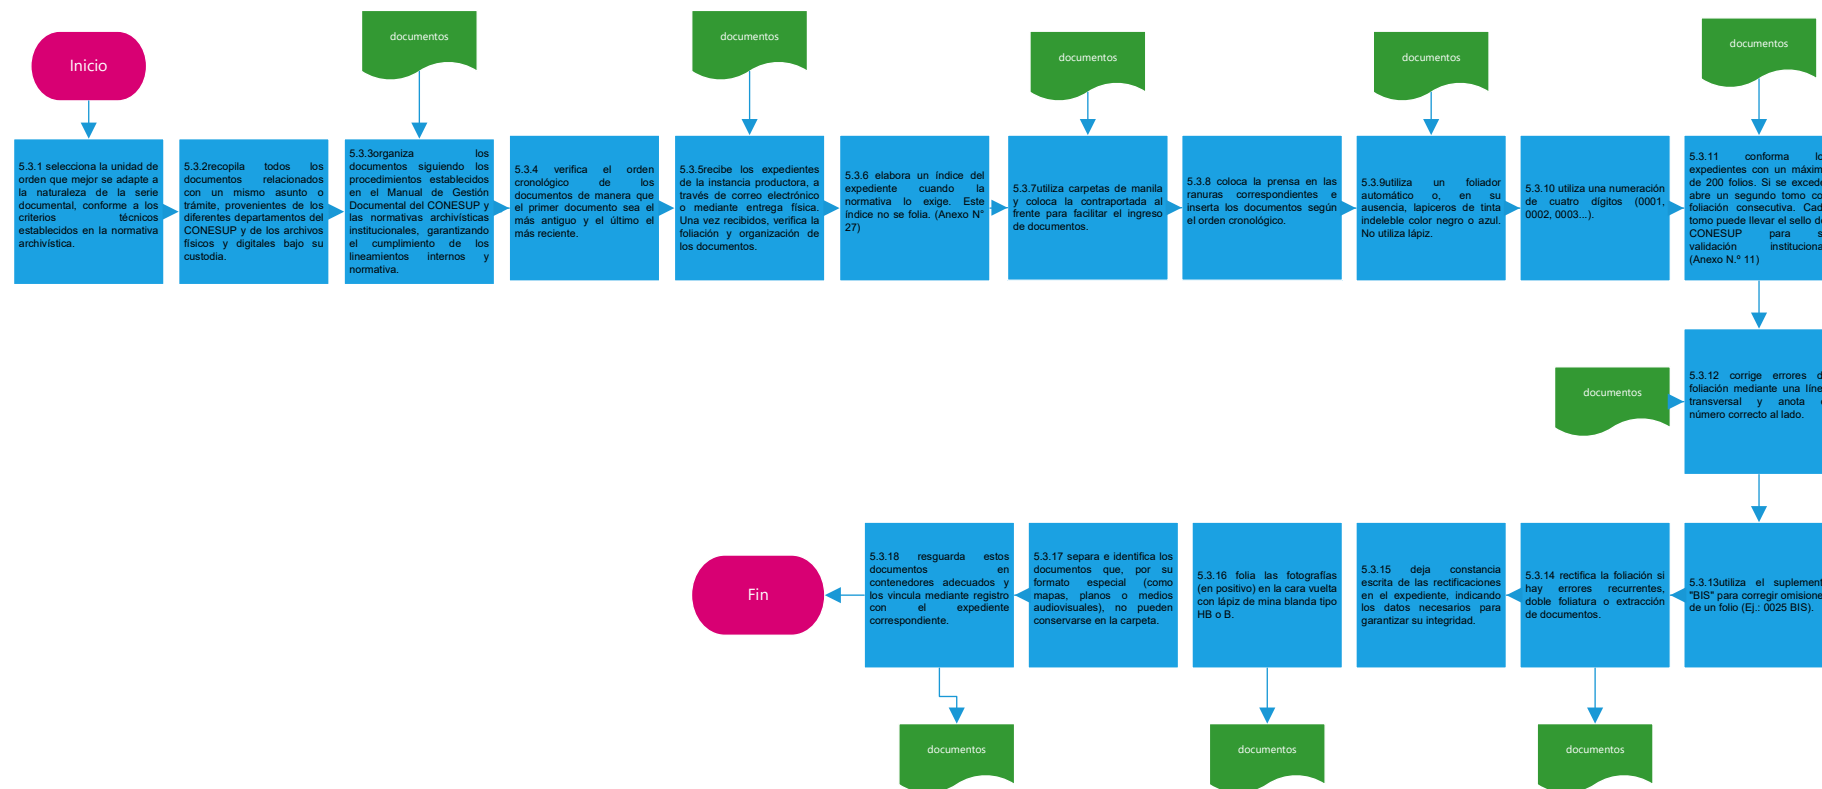 documentos
documentos
documentos
documentos
documentos
Inicio
5.3.1 selecciona la unidad de
orden que mejor se adapte a
la naturaleza de la serie
documental, conforme a los
criterios técnicos
establecidos en la normativa
archivística.
5.3.2recopila todos los
documentos relacionados
con un mismo asunto o
trámite, provenientes de los
diferentes departamentos del
CONESUP y de los archivos
físicos y digitales bajo su
custodia.
5.3.3organiza los
documentos siguiendo los
procedimientos establecidos
en el Manual de Gestión
Documental del CONESUP y
las normativas archivísticas
institucionales, garantizando
el cumplimiento de los
lineamientos internos y
normativa.
5.3.4 verifica el orden
cronológico de los
documentos de manera que
el primer documento sea el
más antiguo y el último el
más reciente.
5.3.5recibe los expedientes
de la instancia productora, a
través de correo electrónico
o mediante entrega física.
Una vez recibidos, verifica la
foliación y organización de
los documentos.
5.3.6 elabora un índice del
expediente cuando la
normativa lo exige. Este
índice no se folia. (Anexo N°
27)
5.3.7utiliza carpetas de manila
y coloca la contraportada al
frente para facilitar el ingreso
de documentos.
5.3.8 coloca la prensa en las
ranuras correspondientes e
inserta los documentos según
el orden cronológico.
5.3.9utiliza un foliador
automático o, en su
ausencia, lapiceros de tinta
indeleble color negro o azul.
No utiliza lápiz.
5.3.10 utiliza una numeración
de cuatro dígitos (0001,
0002, 0003...).
5.3.11 conforma
expedientes con un
de 200 folios. Si se
abre un segundo tomo
foliación consecutiva.
tomo puede llevar el sello
CONESUP para
validación
(Anexo N.º 11)
documentos
5.3.12 corrige errores
foliación mediante una
transversal y anota
número correcto al lado.
5.3.13utiliza el
"BIS" para corregir
de un folio (Ej.: 0025 BIS).
5.3.14 rectifica la foliación si
hay errores recurrentes,
doble foliatura o extracción
de documentos.
5.3.15 deja constancia
escrita de las rectificaciones
en el expediente, indicando
los datos necesarios para
garantizar su integridad.
5.3.16 folia las fotografías
(en positivo) en la cara vuelta
con lápiz de mina blanda tipo
HB o B.
5.3.17 separa e identifica los
documentos que, por su
formato especial (como
mapas, planos o medios
audiovisuales), no pueden
conservarse en la carpeta.
5.3.18 resguarda estos
documentos en
contenedores adecuados y
los vincula mediante registro
con el expediente
correspondiente.
Fin
documentos
documentos
documentos